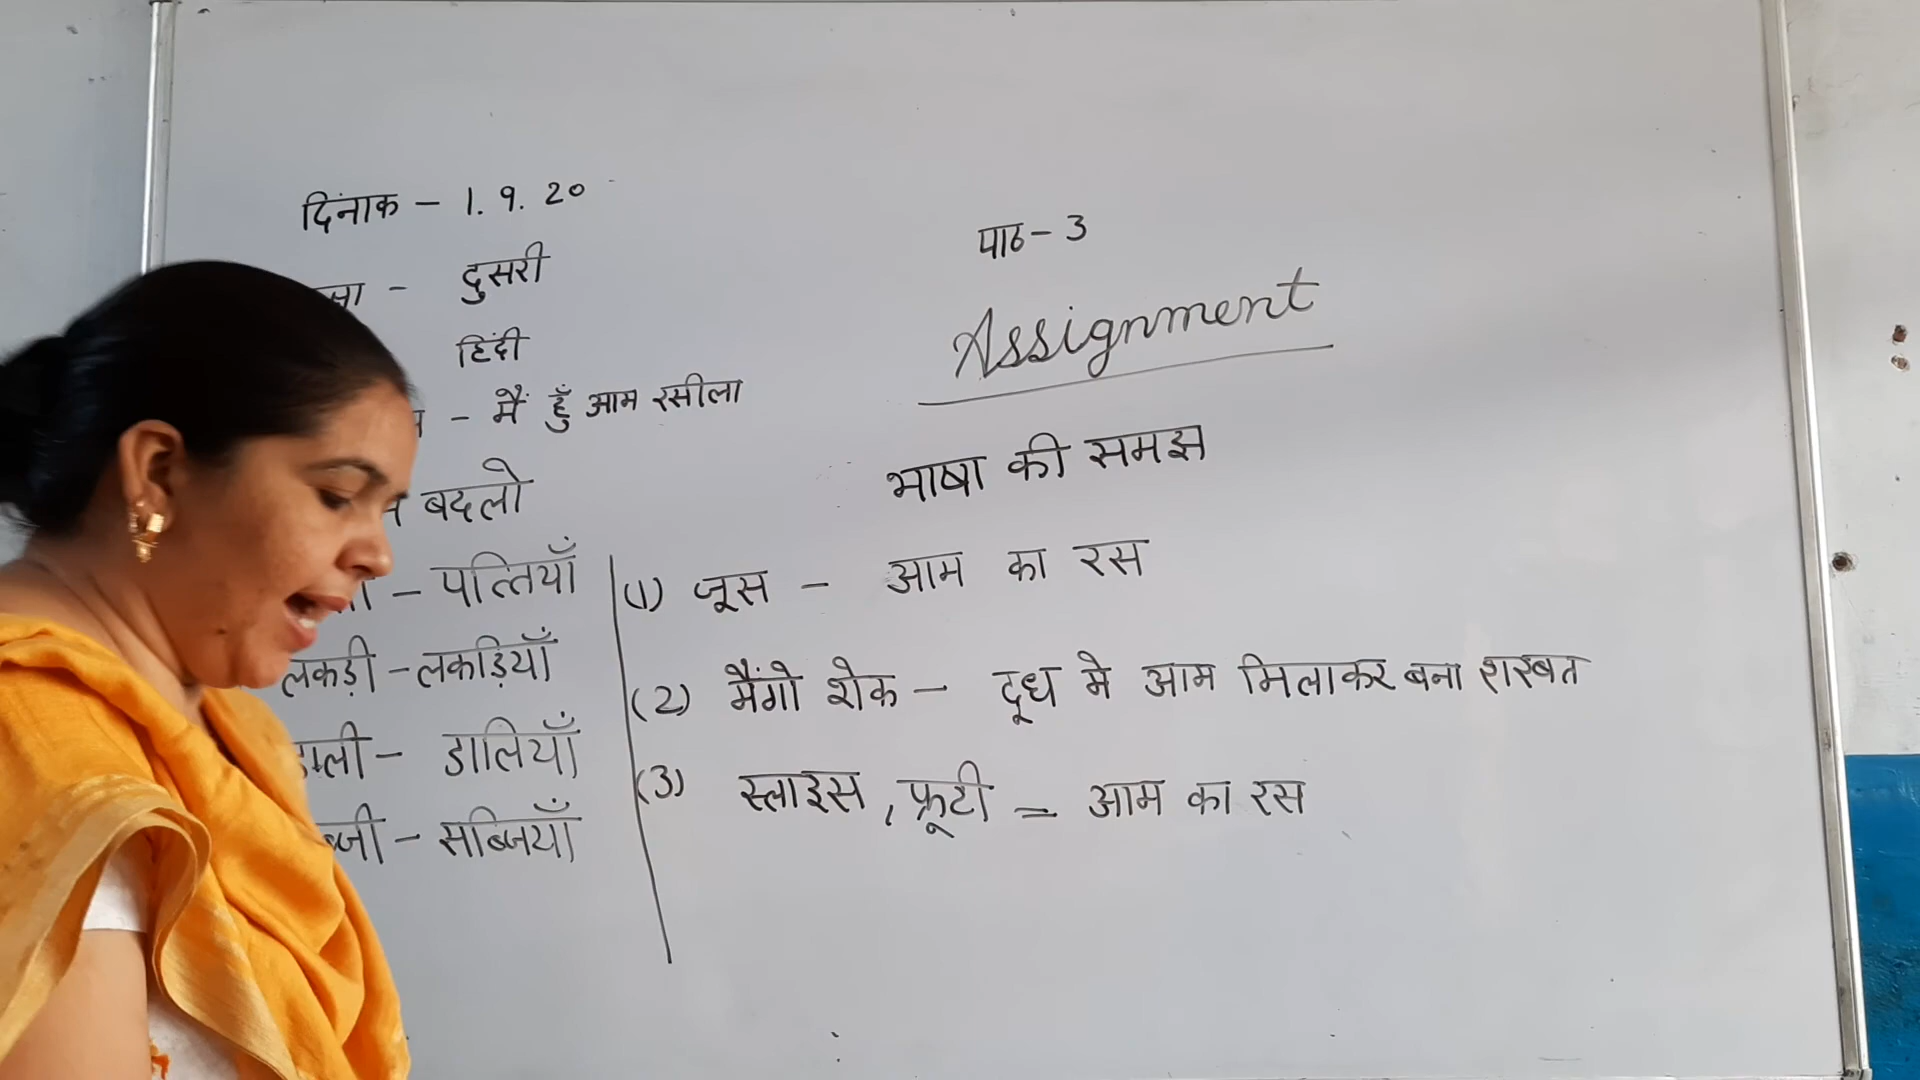 दिंनाक - 1.9.20
दुसरी
हिंदी
- मैं हुँ आम रसीला
बदलो
- पत्तियाँ
लकड़ी - लकड़ियाँ
- डालियाँ
- सब्जियाँ
पाठ - 3
Assignment
भाषा की समझ
(1) जूस - आम का रस
(2) मैंगो शेक - दूध मे आम मिलाकर बना शरबत
(3) स्लाइस, फ्रूटी - आम का रस